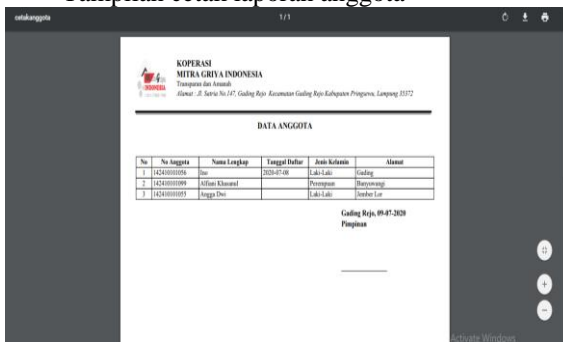 Tampilan cetak laporan anggota
cetakanggota
1/1
KOPERASI
MITRA GRIYA INDONESIA
Transparan dan Amanah
Alamat : Jl. Satria No.147, Gading Rejo Kecamatan Gading Rejo Kabupaten Pringsewu, Lampung 35372
INDONESIA
DATA ANGGOTA
No No Anggota Nama Lengkap Tanggal Daftar Jenis Kelamin Alamat
1 142410101056 Ino 2020-07-08 Laki-Laki Gading
2 142410101099 Alfiani Khusnul Perempuan Banyuwangi
3 142410101055 Angga Dwi Laki-Laki Jember Lor
Gading Rejo, 09-07-2020
Pimpinan
Activate Windows